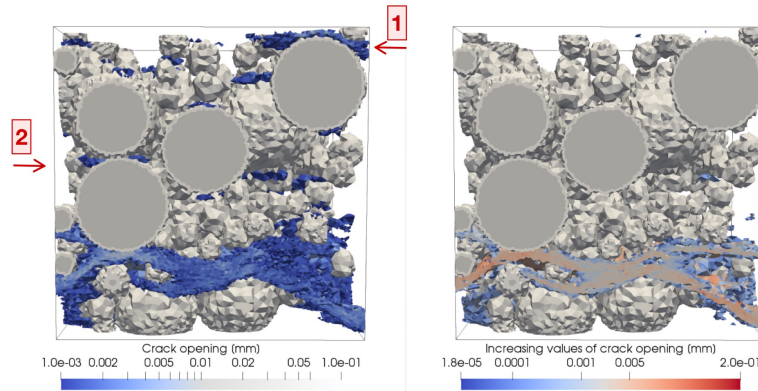 1
2
Crack opening (mm)
1.0e-03 0.002 0.005 0.01 0.02 0.05 1.0e-01
Increasing values of crack opening (mm)
1.8e-05 0.0001 0.001 0.005 2.0e-01